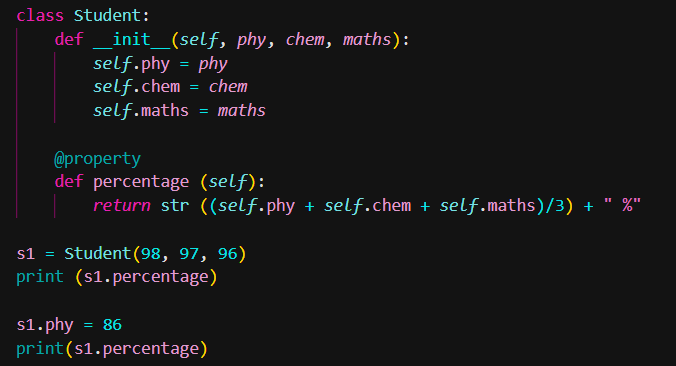 class Student:
    def __init__(self, phy, chem, maths):
        self.phy = phy
        self.chem = chem
        self.maths = maths

    @property
    def percentage (self):
        return str ((self.phy + self.chem + self.maths)/3) + " %"

s1 = Student(98, 97, 96)
print (s1.percentage)

s1.phy = 86
print(s1.percentage)